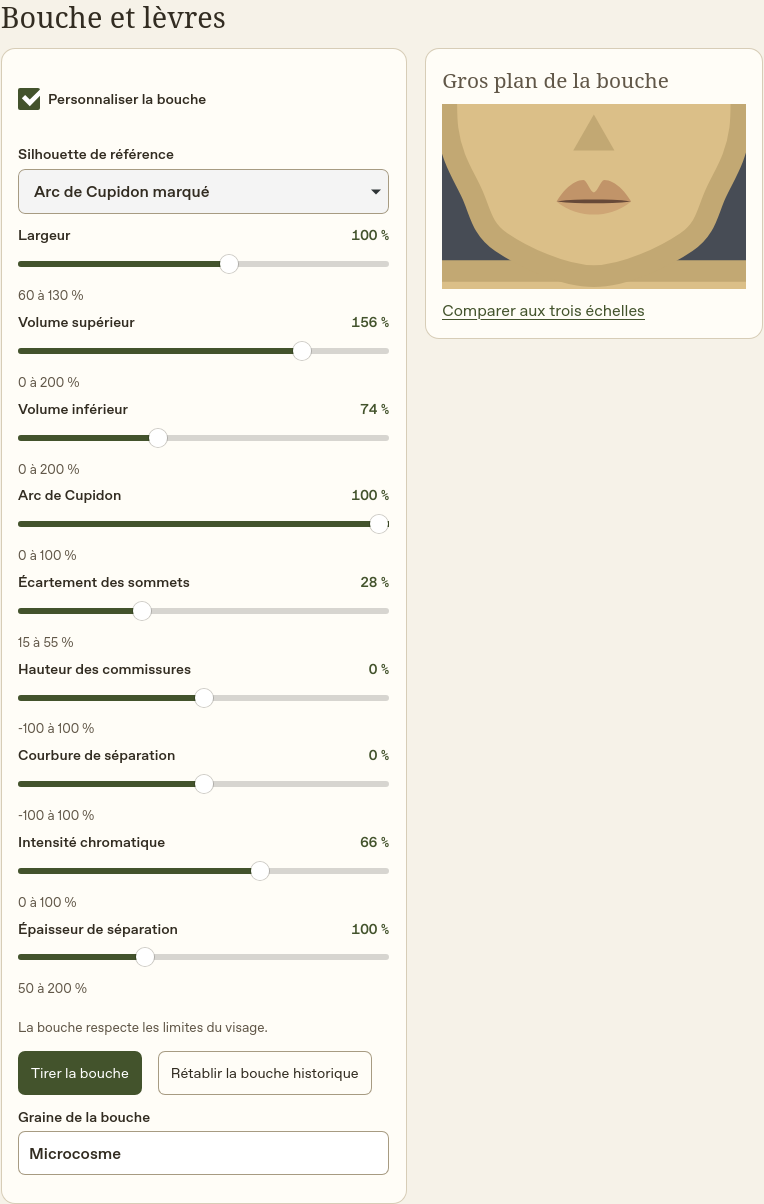 Bouche et lèvres
Personnaliser la bouche
Silhouette de référence
Arc de Cupidon marqué
Largeur 100 %
60 à 130 %
Volume supérieur 156 %
0 à 200 %
Volume inférieur 74 %
0 à 200 %
Arc de Cupidon 100 %
0 à 100 %
Écartement des sommets 28 %
15 à 55 %
Hauteur des commissures 0 %
-100 à 100 %
Courbure de séparation 0 %
-100 à 100 %
Intensité chromatique 66 %
0 à 100 %
Épaisseur de séparation 100 %
50 à 200 %
La bouche respecte les limites du visage.
Tirer la bouche Rétablir la bouche historique
Graine de la bouche
Microcosme
Gros plan de la bouche
Comparer aux trois échelles